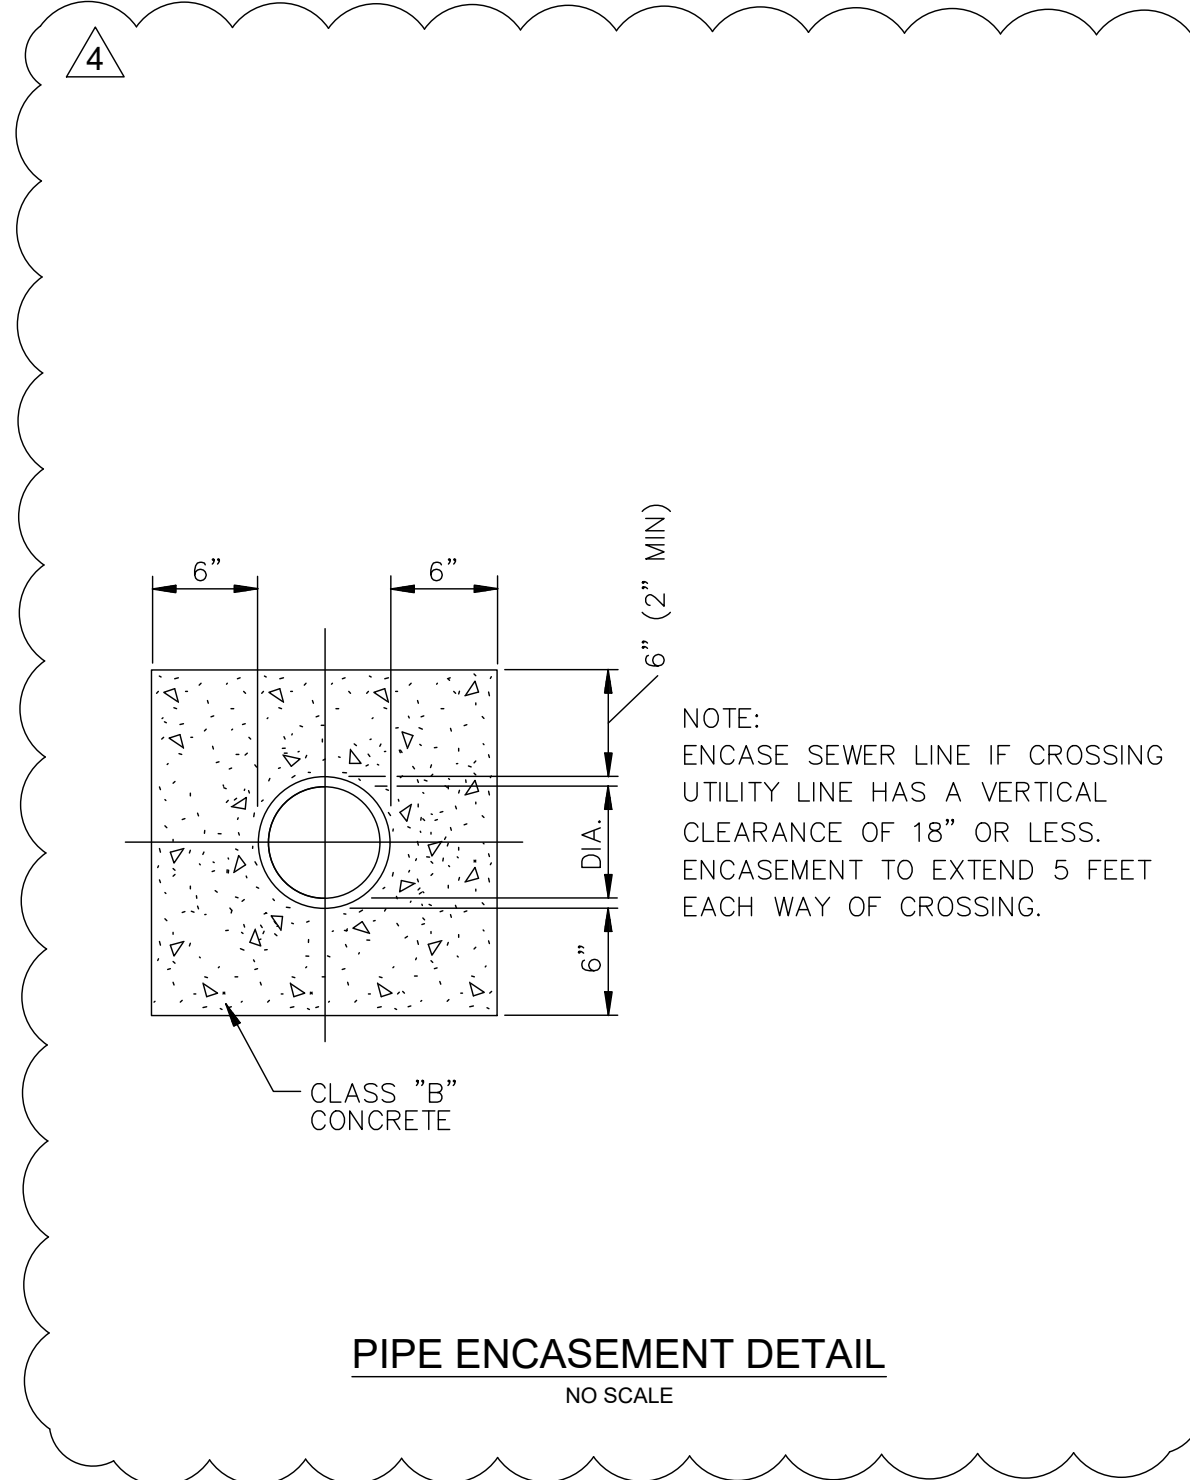 4
6”
6”
6” (2” MIN)
NOTE:
ENCASE SEWER LINE IF CROSSING
UTILITY LINE HAS A VERTICAL
CLEARANCE OF 18” OR LESS.
ENCASEMENT TO EXTEND 5 FEET
EACH WAY OF CROSSING.
DIA.
6”
CLASS ”B”
CONCRETE
PIPE ENCASEMENT DETAIL
NO SCALE